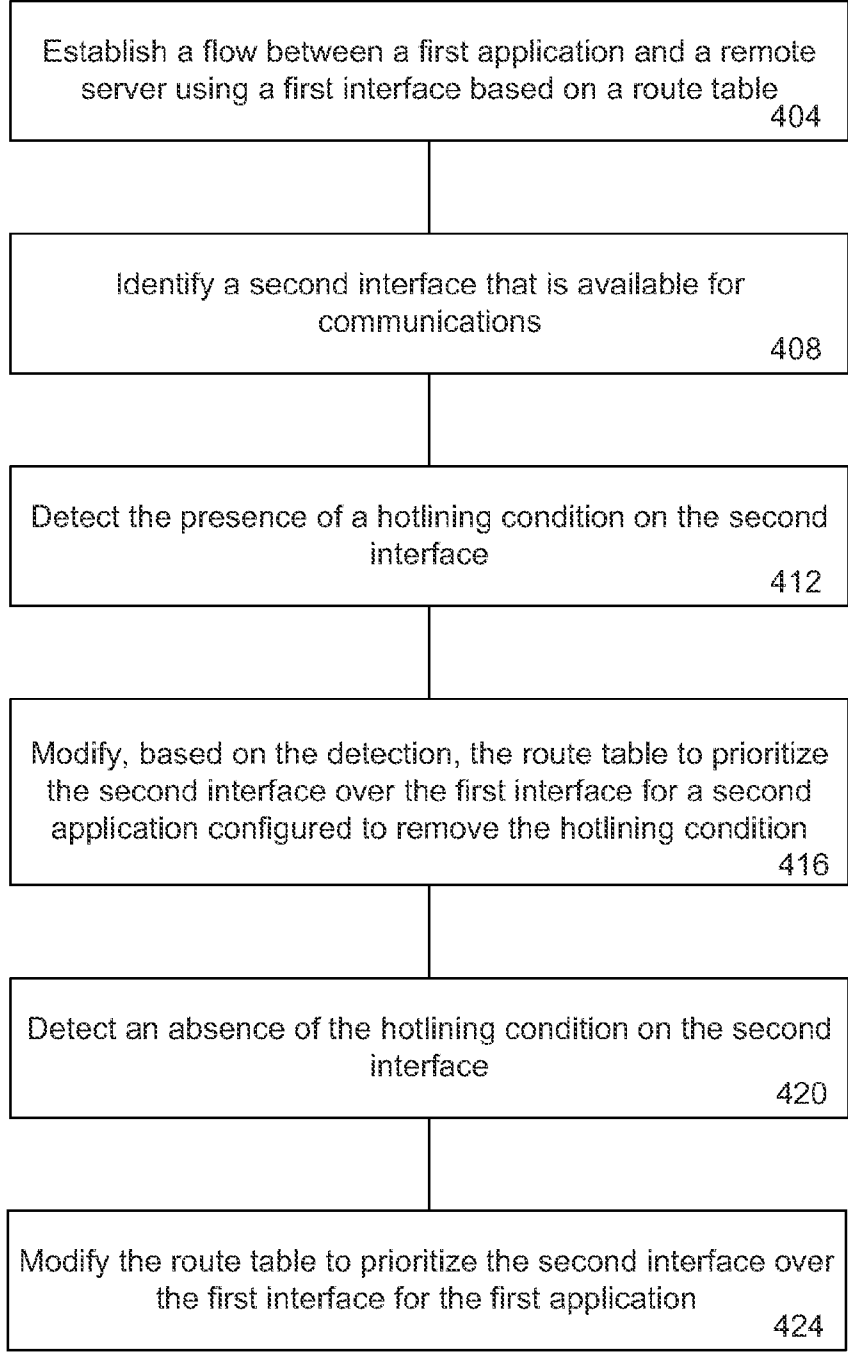 Establish a flow between a first application and a remote
server using a first interface based on a route table
404
Identify a second interface that is available for
communications
408
Detect the presence of a hotlining condition on the second
interface
412
Modify, based on the detection, the route table to prioritize
the second interface over the first interface for a second
application configured to remove the hotlining condition
416
Detect an absence of the hotlining condition on the second
interface
420
Modify the route table to prioritize the second interface over
the first interface for the first application
424